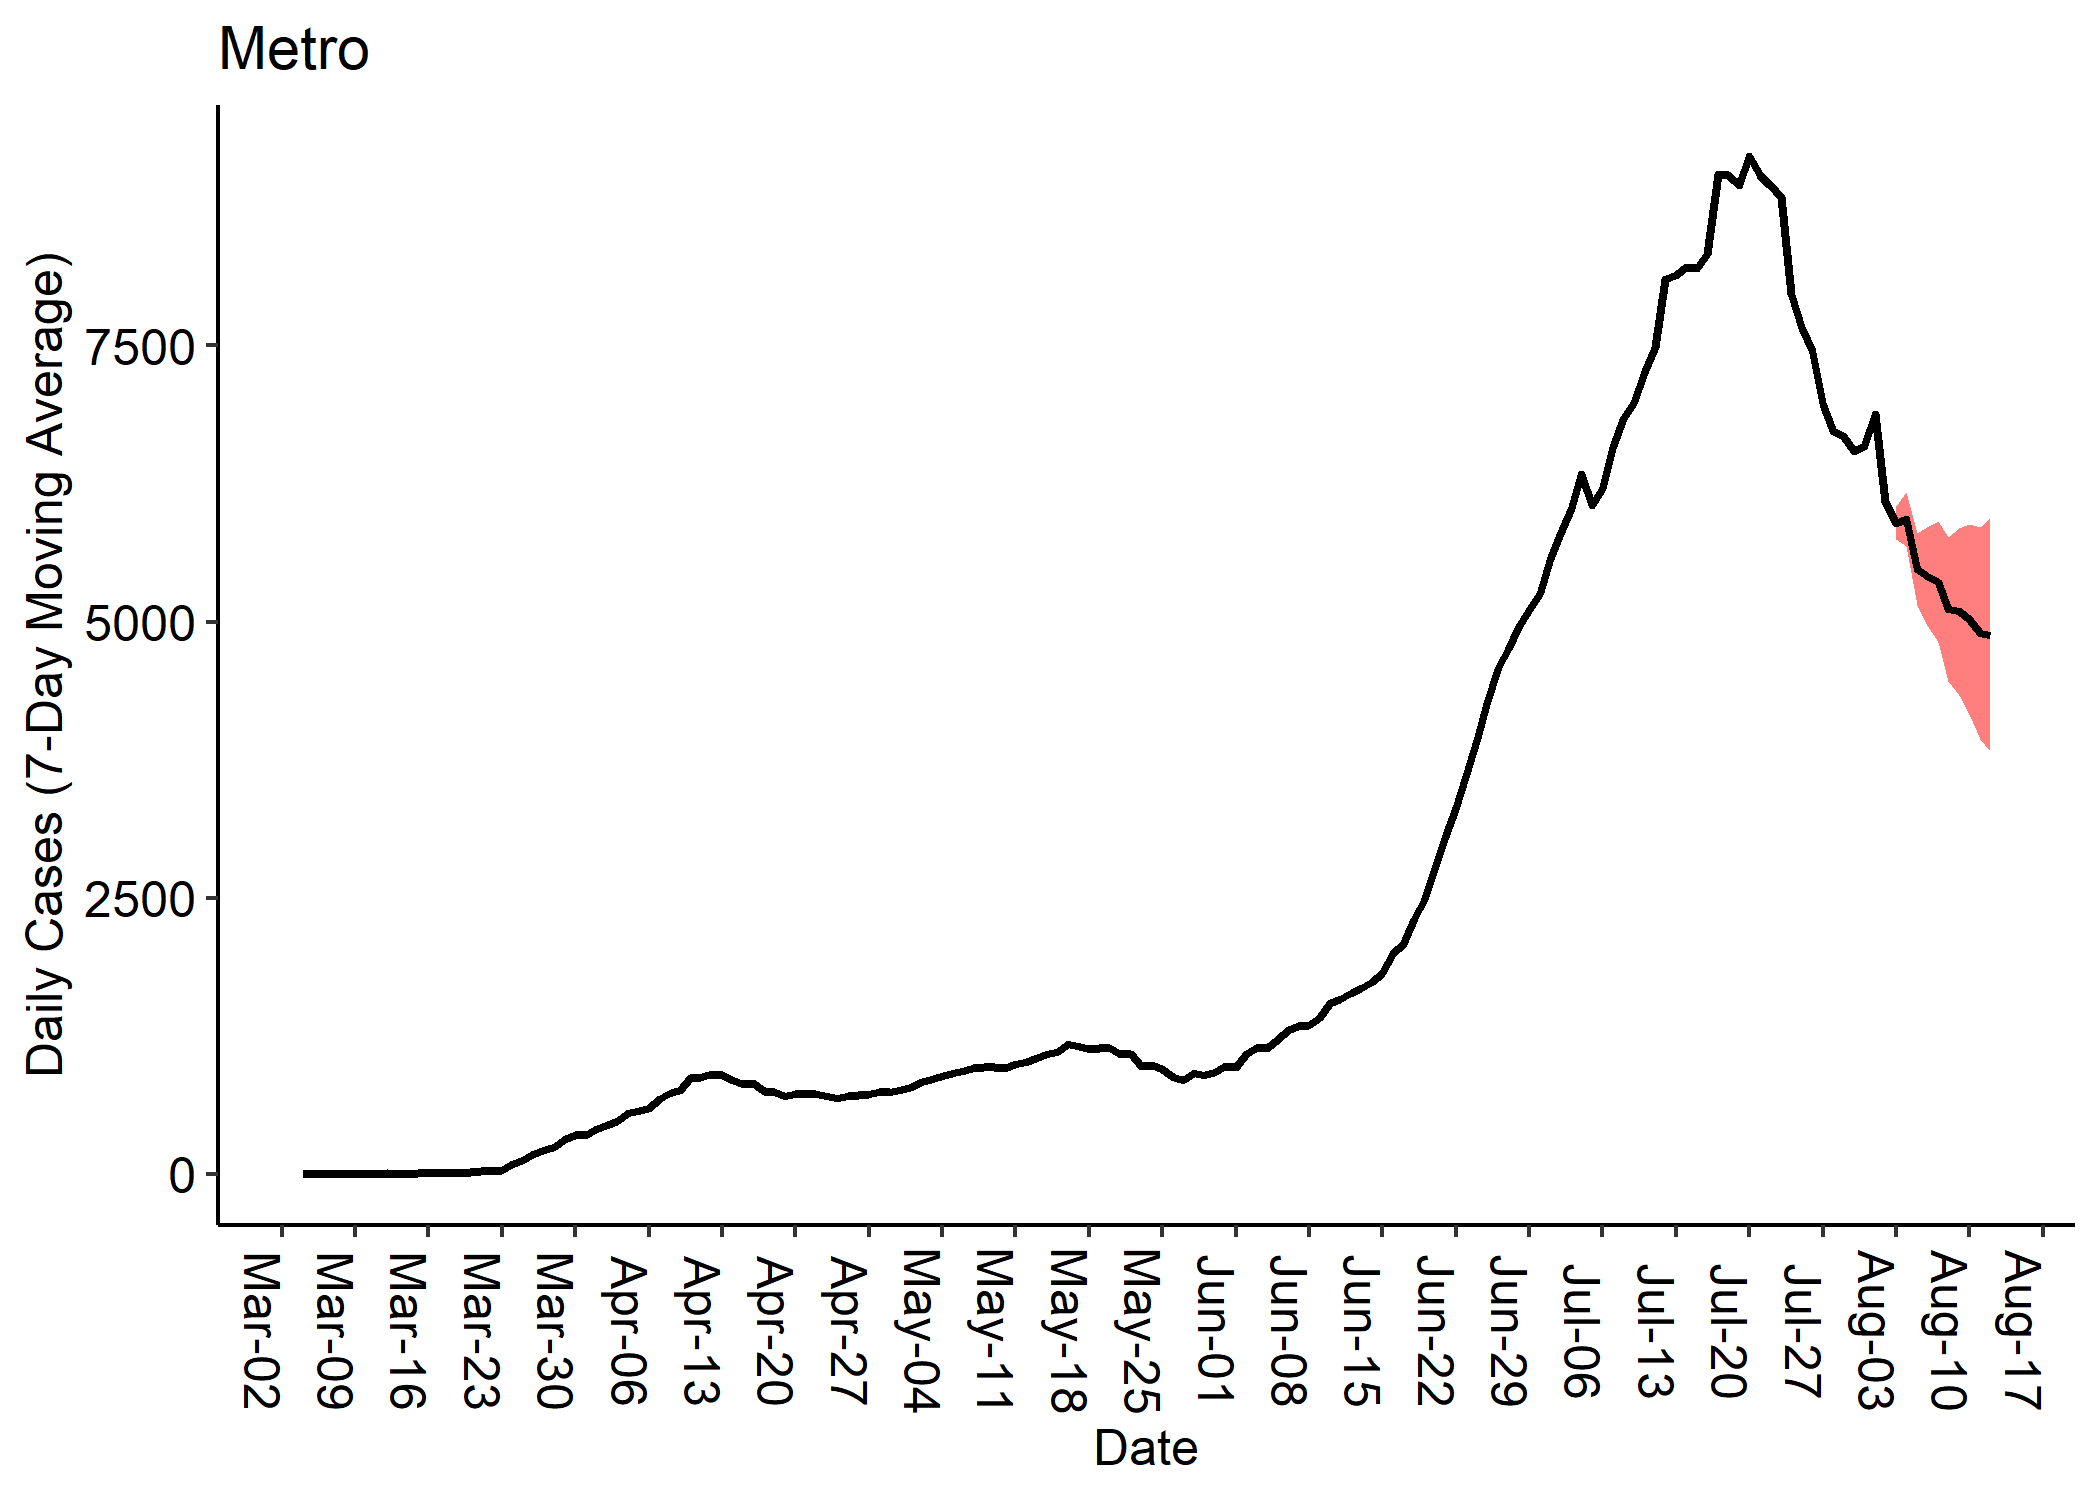 Metro
Daily Cases (7-Day Moving Average)
7500
5000
2500
0
Mar-02
Mar-09
Mar-16
Mar-23
Mar-30
Apr-06
Apr-13
Apr-20
Apr-27
May-04
May-11
May-18
May-25
Jun-01
Jun-08
Jun-15
Jun-22
Jun-29
Jul-06
Jul-13
Jul-20
Jul-27
Aug-03
Aug-10
Aug-17
Date